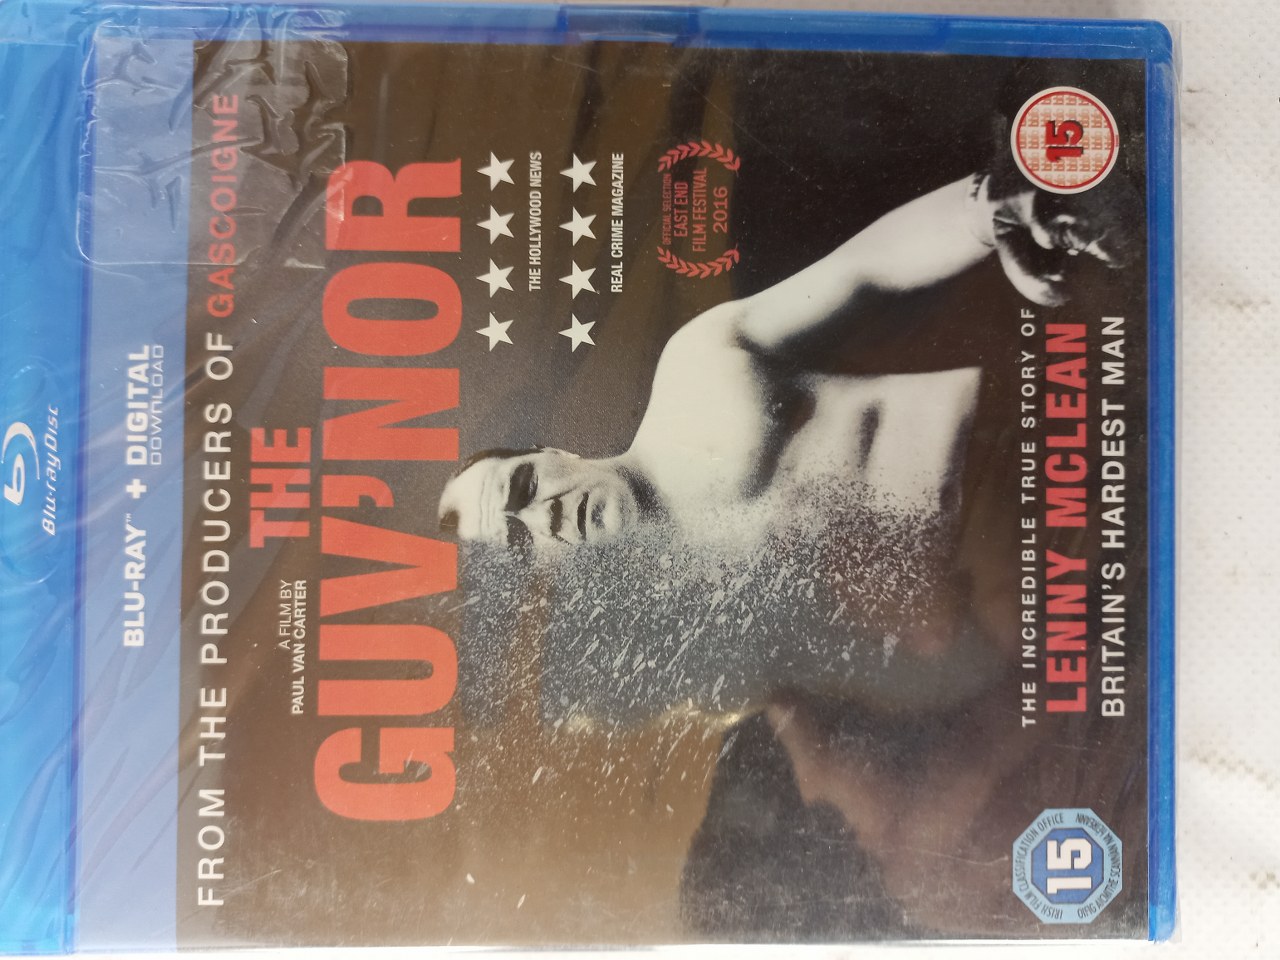 Blu-ray Disc
BLU-RAY™ + DIGITAL
DOWNLOAD
FROM THE PRODUCERS OF GASCOIGNE
THE
A FILM BY
PAUL VAN CARTER
GUV'NOR
THE HOLLYWOOD NEWS
REAL CRIME MAGAZINE
OFFICIAL SELECTION
EAST END
FILM FESTIVAL
2016
THE INCREDIBLE TRUE STORY OF
LENNY MCLEAN
BRITAIN'S HARDEST MAN
15
IRISH FILM CLASSIFICATION OFFICE
15